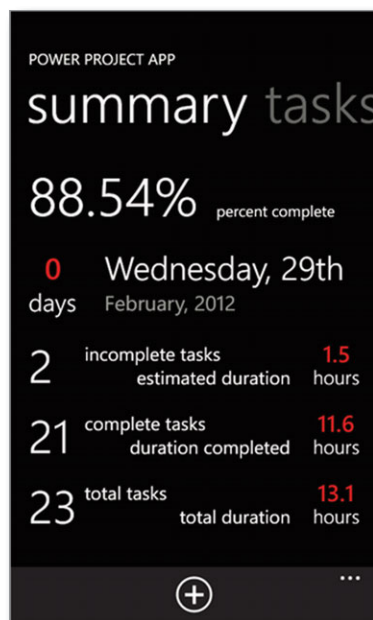 POWER PROJECT APP
summary tasks
88.54% percent complete
0 Wednesday, 29th
days February, 2012
2 incomplete tasks 1.5
estimated duration hours
21 complete tasks 11.6
duration completed hours
23 total tasks 13.1
total duration hours